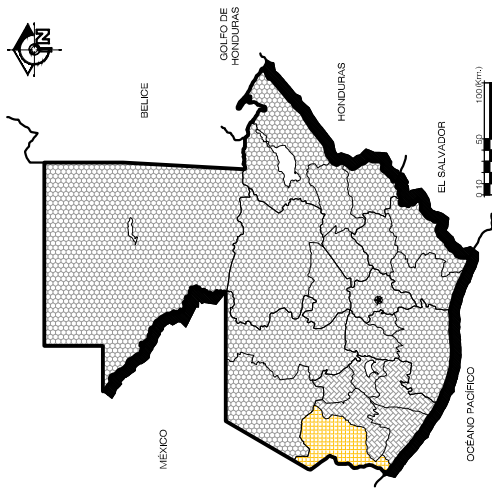 N
BELICE
GOLFO DE
HONDURAS
HONDURAS
MÉXICO
EL SALVADOR
OCÉANO PACÍFICO
0 10 50 100(Km.)